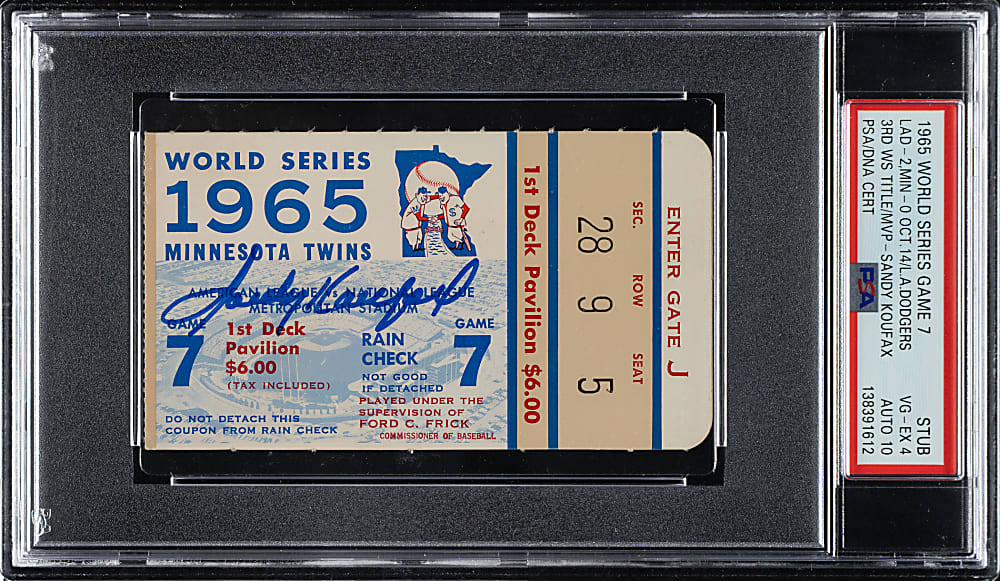 WORLD SERIES
1965
MINNESOTA TWINS
M
S
Sandy Koufax
AMERICAN LEAGUE vs. NATIONAL LEAGUE
METROPOLITAN STADIUM
GAME
7
1st Deck
Pavilion
$6.00
(TAX INCLUDED)
DO NOT DETACH THIS
COUPON FROM RAIN CHECK
RAIN
CHECK
GAME
7
NOT GOOD
IF DETACHED
PLAYED UNDER THE
SUPERVISION OF
FORD C. FRICK
COMMISSIONER OF BASEBALL
1st Deck Pavilion $6.00
SEC. ROW SEAT
28 9 5
ENTER GATE J
1965 WORLD SERIES GAME 7 STUB
LAD-2,MIN-0 OCT.14/L.A.DODGERS VG-EX 4
3RD WS TITLE/MVP-SANDY KOUFAX AUTO 10
PSA/DNA CERT 138391612
PSA